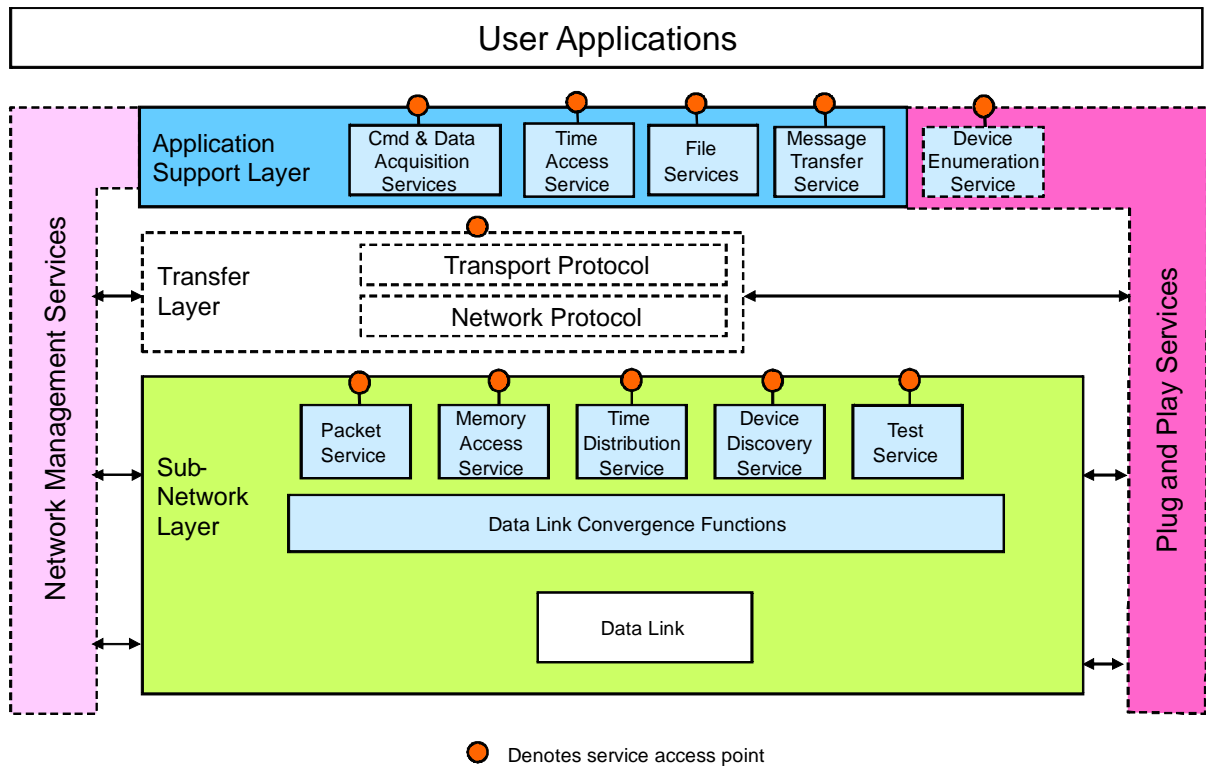 User Applications
Application
Support Layer
Cmd & Data
Acquisition
Services
Time
Access
Service
File
Services
Message
Transfer
Service
Device
Enumeration
Service
Network Management Services
Transfer
Layer
Transport Protocol
Network Protocol
Plug and Play Services
Sub-
Network
Layer
Packet
Service
Memory
Access
Service
Time
Distribution
Service
Device
Discovery
Service
Test
Service
Data Link Convergence Functions
Data Link
Denotes service access point